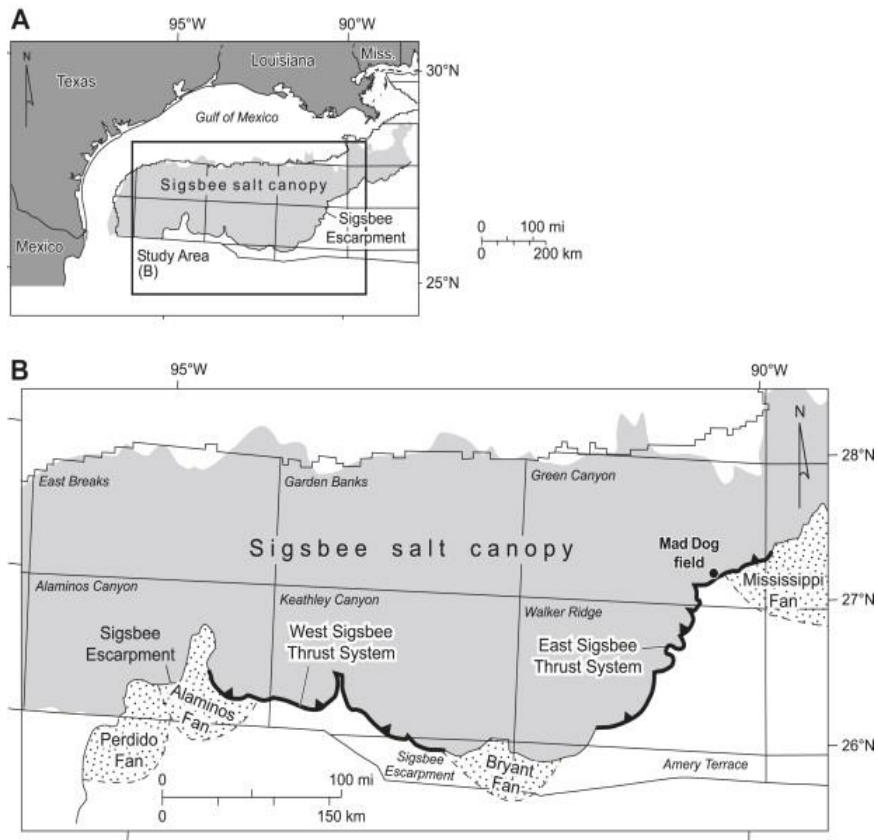 A
95°W
90°W
Louisiana
Miss.
N
Texas
30°N
Gulf of Mexico
Sigsbee salt canopy
Sigsbee
Escarpment
0 100 mi
0 200 km
Mexico
Study Area
(B)
25°N
B
95°W
90°W
N
28°N
East Breaks
Garden Banks
Green Canyon
Sigsbee salt canopy
Mad Dog
field
Mississippi
Fan
27°N
Alaminos Canyon
Keathley Canyon
Walker Ridge
Sigsbee
Escarpment
West Sigsbee
Thrust System
East Sigsbee
Thrust System
Alaminos
Fan
Perdido
Fan
26°N
Sigsbee
Escarpment
Bryant
Fan
Amery Terrace
0 100 mi
0 150 km